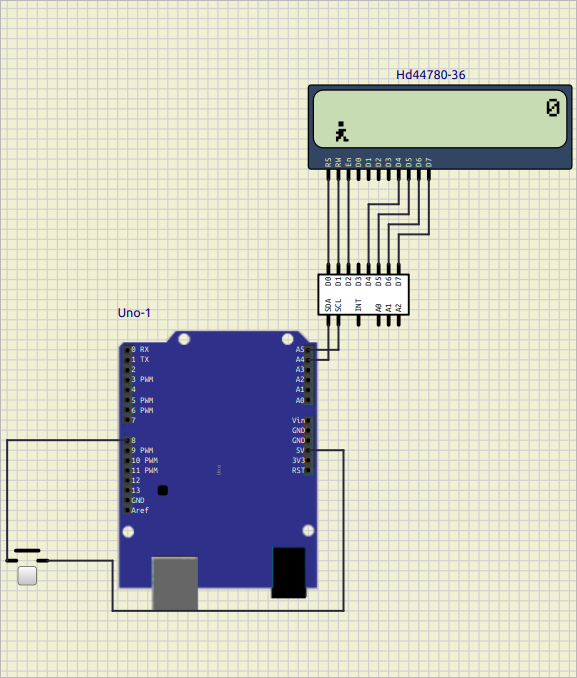 Hd44780-36
0
RS RW En D0 D1 D2 D3 D4 D5 D6 D7
D0 D1 D2 D3 D4 D5 D6 D7
SDA SCL INT A0 A1 A2
Uno-1
0 RX
1 TX
2
3 PWM
4
5 PWM
6 PWM
7
8
9 PWM
10 PWM
11 PWM
12
13
GND
Aref
Uno
A5
A4
A3
A2
A1
A0
Vin
GND
GND
5V
3V3
RST